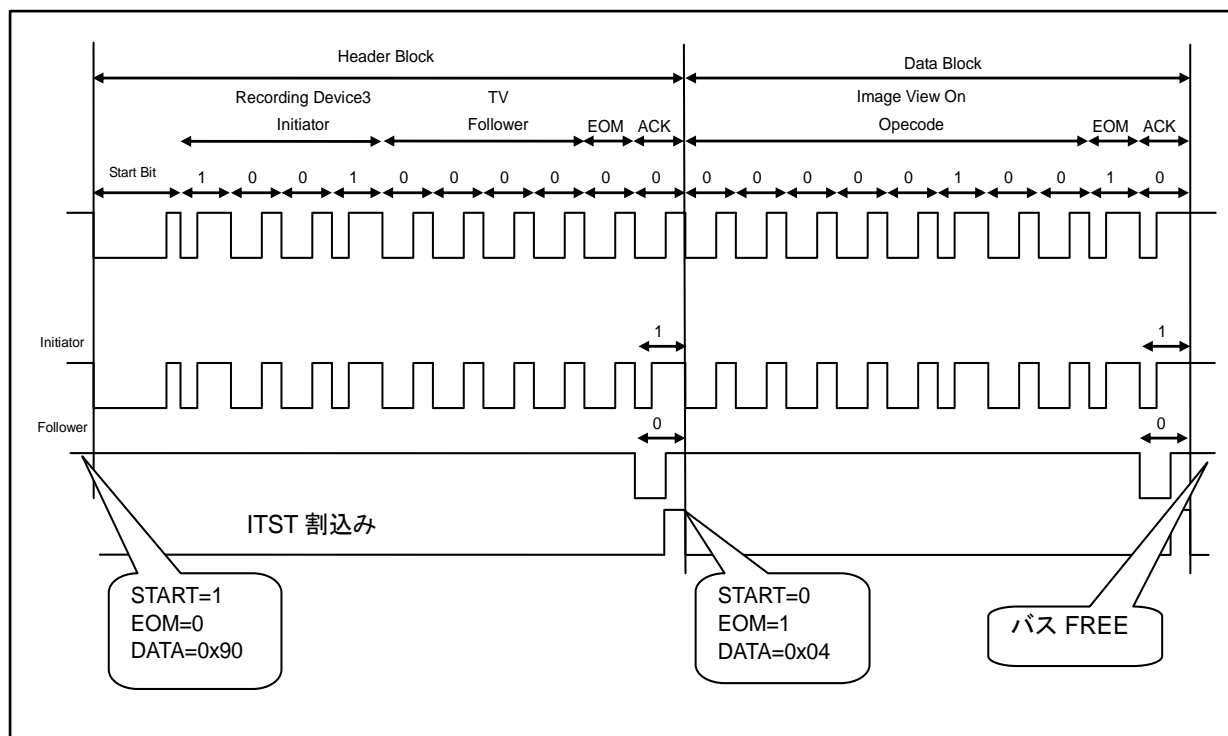 Header Block
Data Block
Recording Device3
TV
Image View On
Initiator
Follower
EOM
ACK
Opecode
EOM
ACK
Start Bit
1 0 0 1 0 0 0 0 0 0 0 0 0 0 0 1 0 0 1 0
1
1
Initiator
0
0
Follower
ITST 割込み
START=1
EOM=0
DATA=0x90
START=0
EOM=1
DATA=0x04
バス FREE